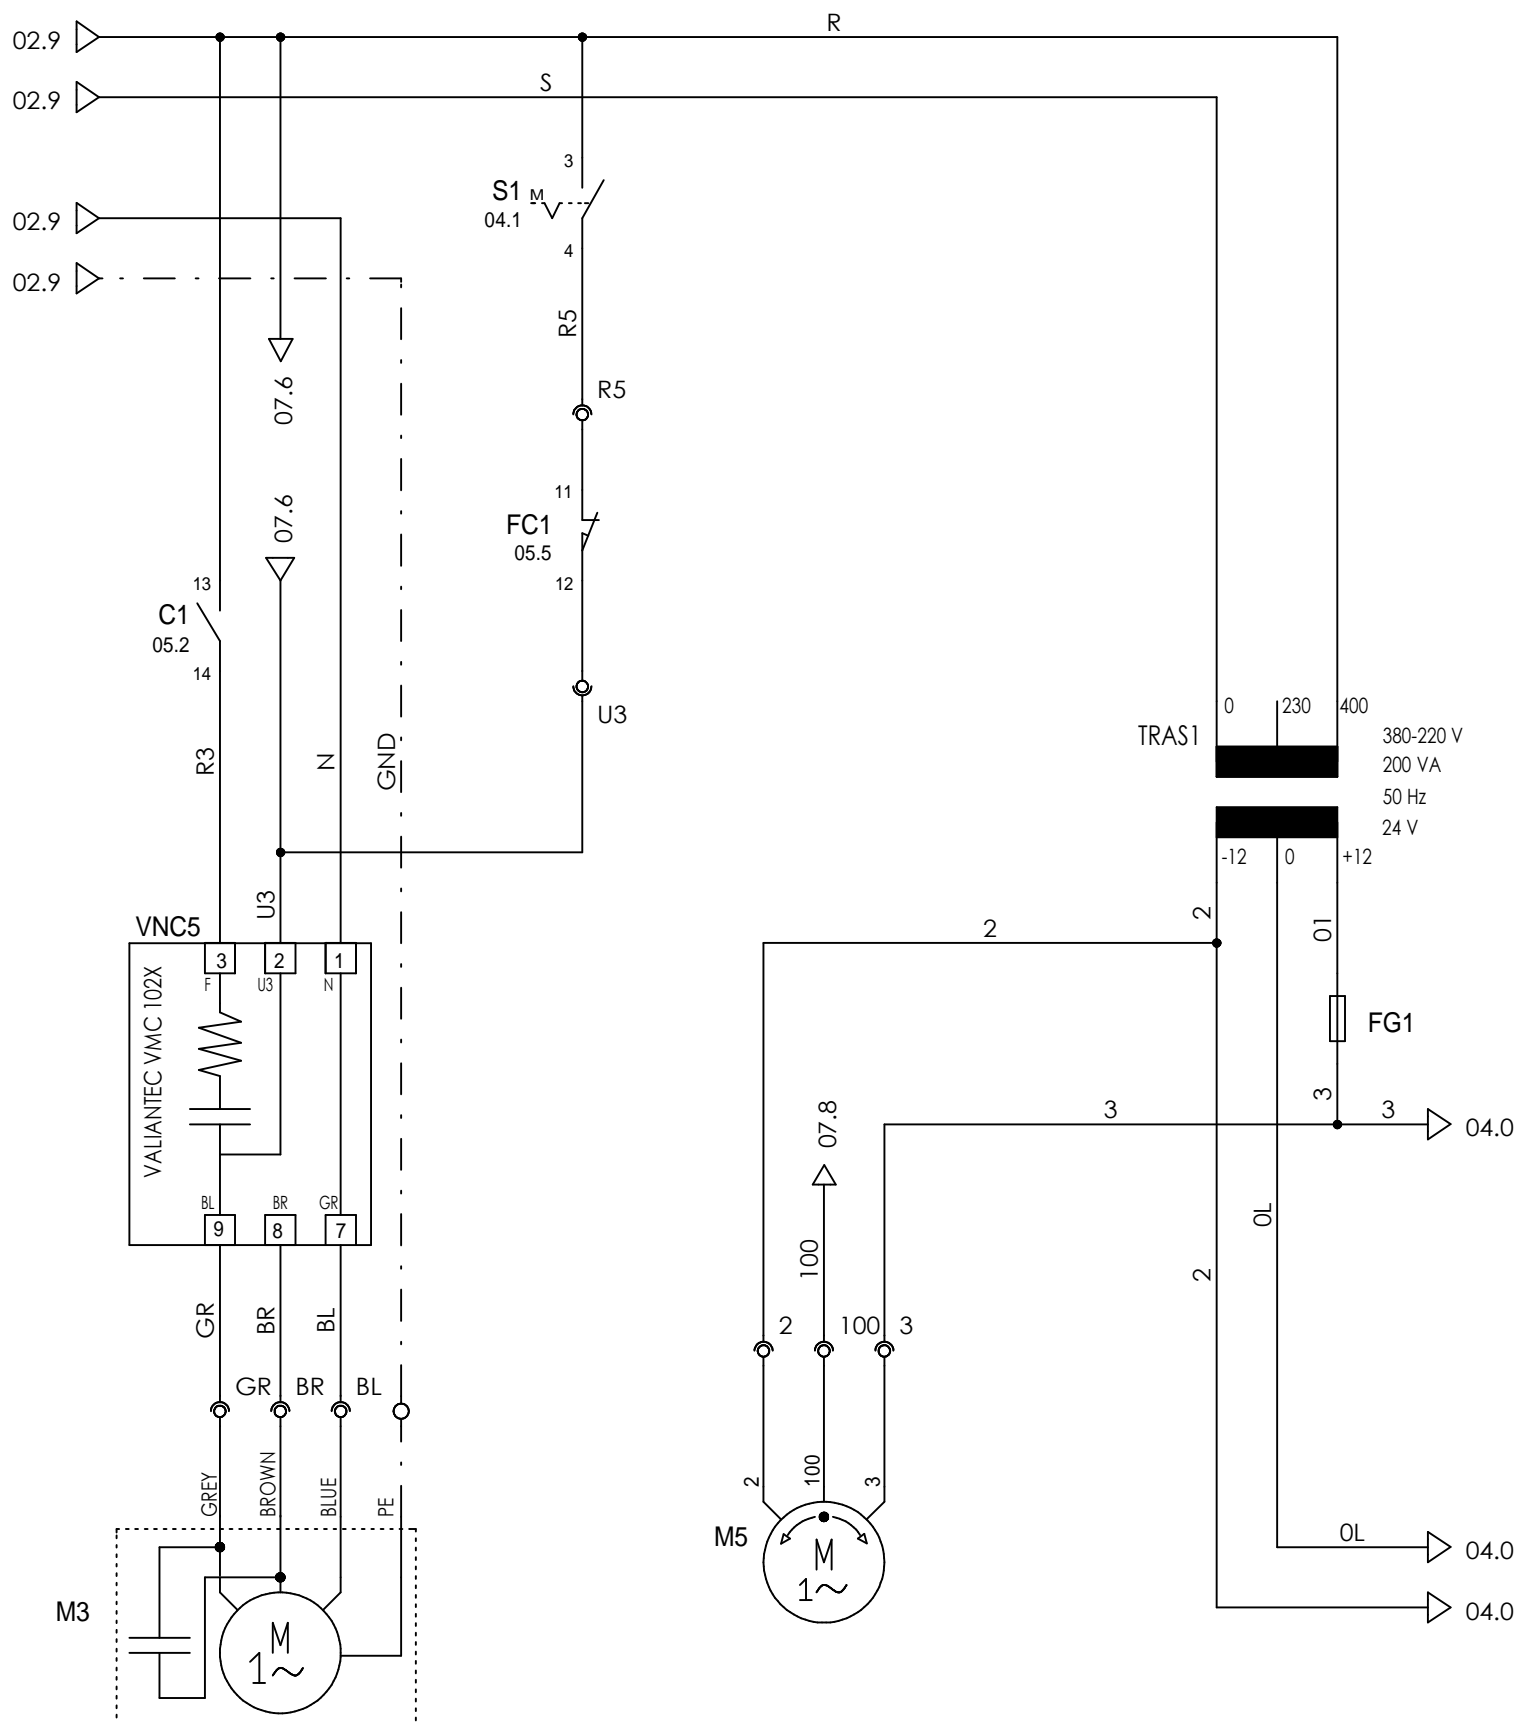 R
02.9
S
02.9
3
S1 M
04.1
02.9
4
02.9
R5
R5
07.6
07.6
11
FC1
05.5
12
13
C1
05.2
14
U3
0 230 400
TRAS1
380-220 V
200 VA
50 Hz
24 V
-12 0 +12
R3
N
GND
U3
2
01
VNC5
2
3 2 1
F U3 N
VALIANTEC VMC 102X
FG1
3
3
3
04.0
07.8
BL BR GR
9 8 7
0L
100
2
GR
BR
BL
2 100 3
GR BR BL
GREY
BROWN
BLUE
PE
2
100
3
M5
M
1~
0L
04.0
04.0
M3
M
1~